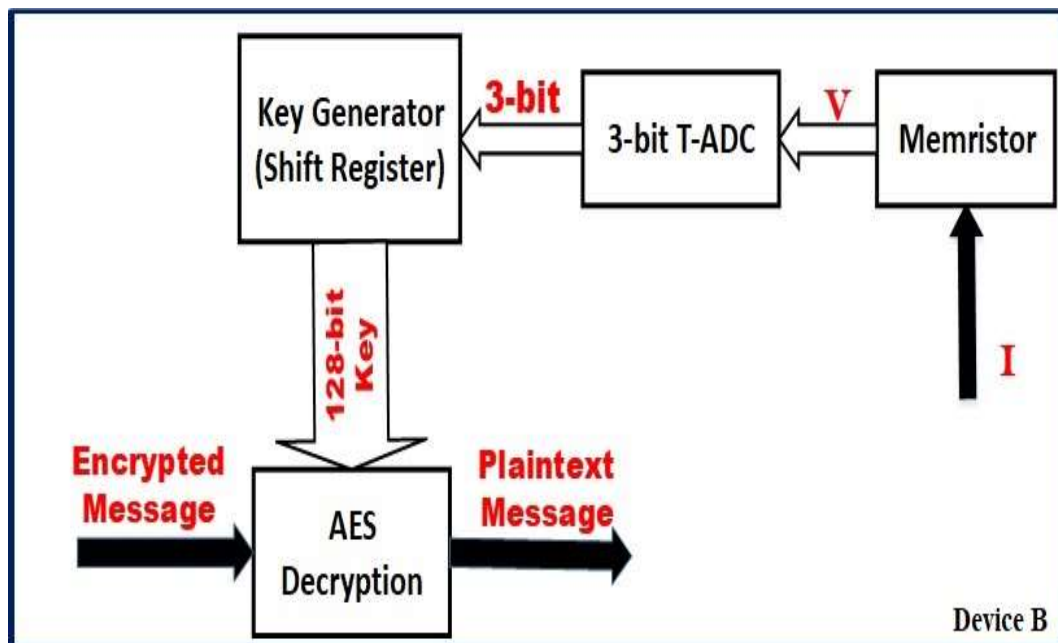 Key Generator
(Shift Register)
3-bit
3-bit T-ADC
V
Memristor
I
128-bit
Key
Encrypted
Message
AES
Decryption
Plaintext
Message
Device B